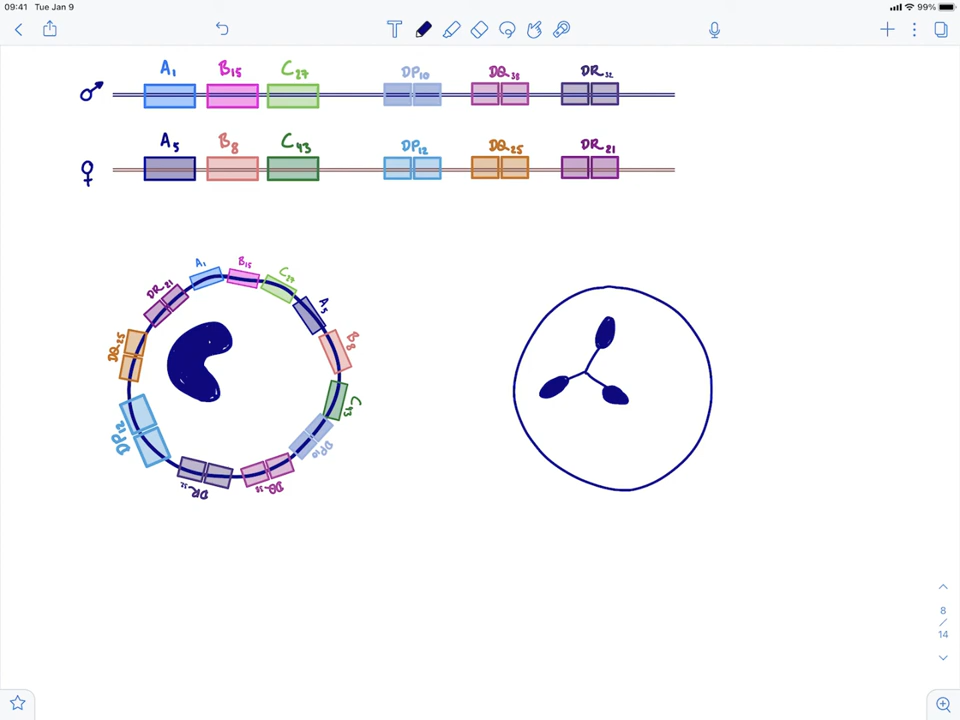 09:41 Tue Jan 9 99%
T
♂ A1 B15 C27 DP10 DQ38 DR32
♀ A5 B8 C43 DP12 DQ25 DR21
A1 B15 C27 A5 B8 C43 DP10 DQ38 DR32 DP12 DQ25 DR21
8
/
14